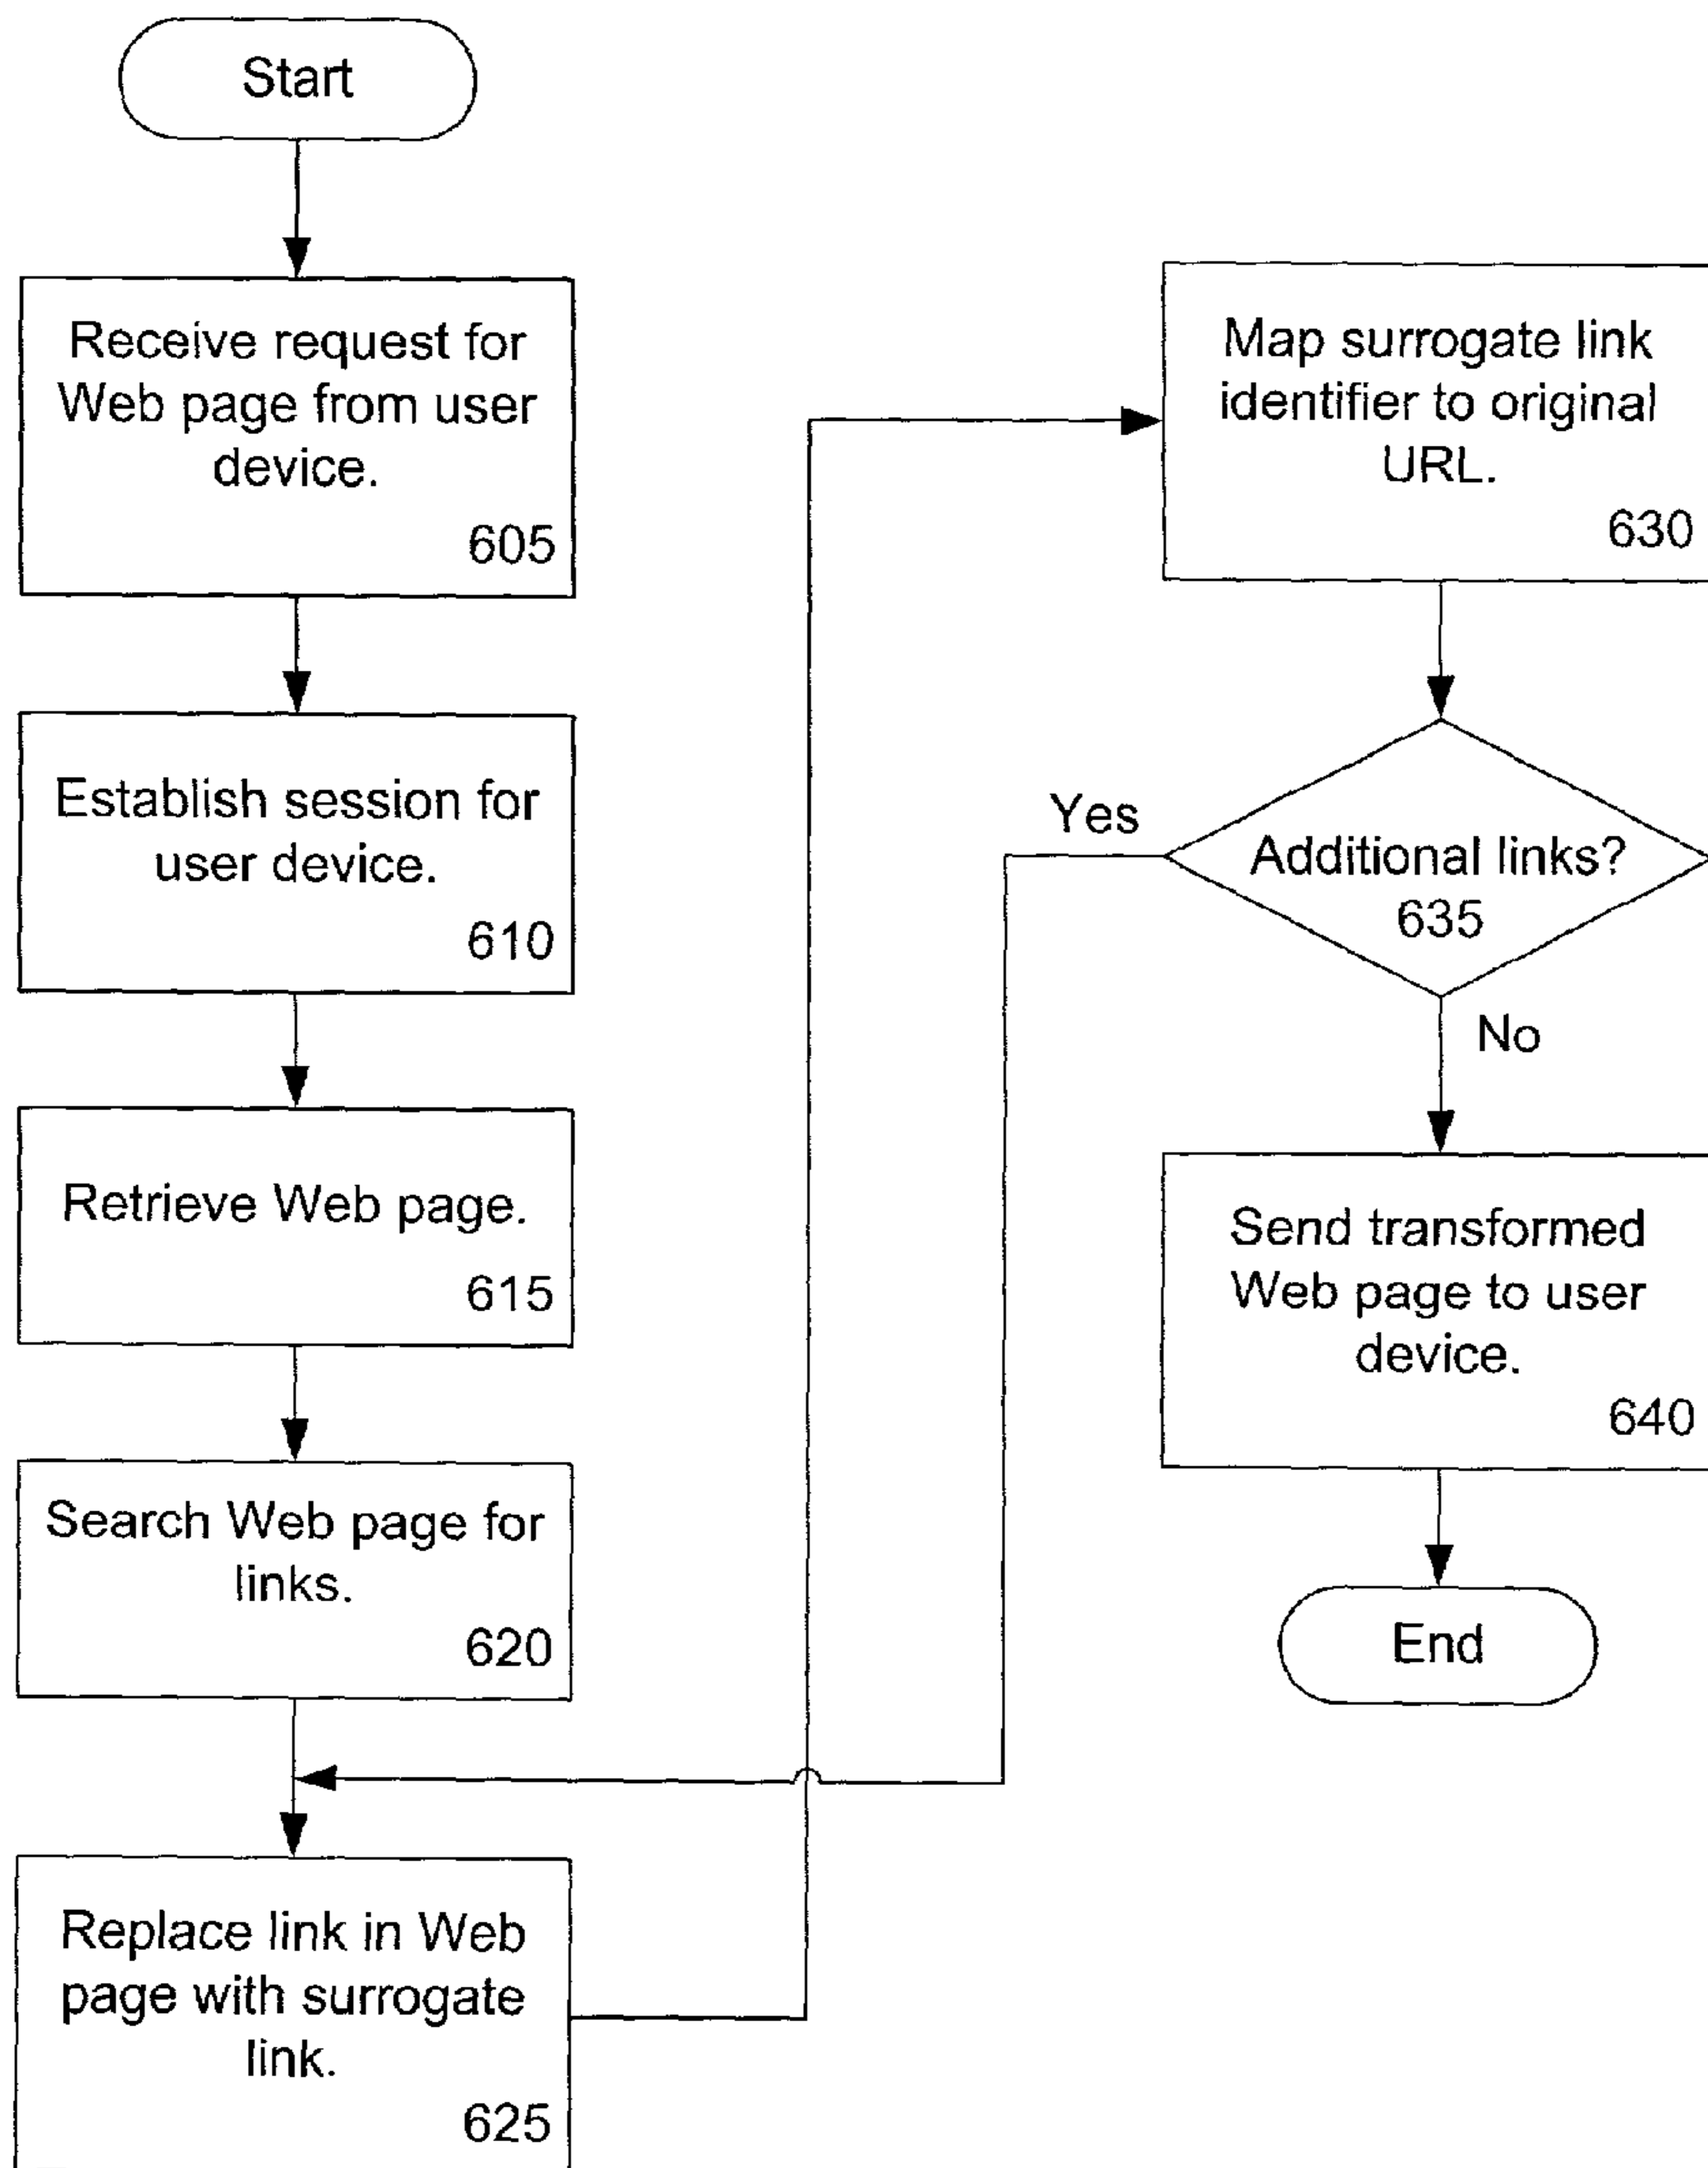 Start
Receive request for
Web page from user
device.
605
Establish session for
user device.
610
Retrieve Web page.
615
Search Web page for
links.
620
Replace link in Web
page with surrogate
link.
625
Map surrogate link
identifier to original
URL.
630
Yes
Additional links?
635
No
Send transformed
Web page to user
device.
640
End